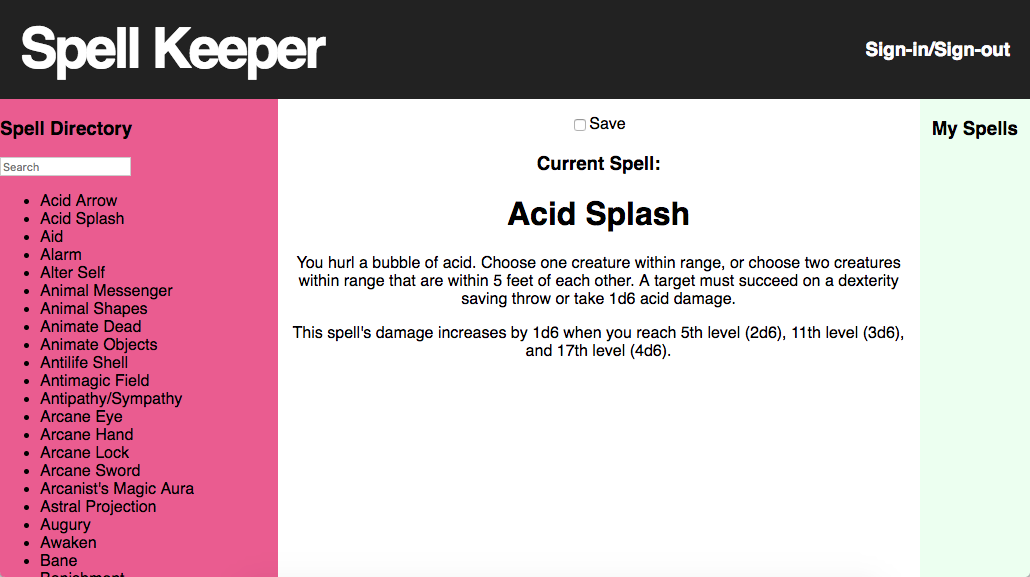 Spell Keeper
Sign-in/Sign-out
Spell Directory
Search
Acid Arrow
Acid Splash
Aid
Alarm
Alter Self
Animal Messenger
Animal Shapes
Animate Dead
Animate Objects
Antilife Shell
Antimagic Field
Antipathy/Sympathy
Arcane Eye
Arcane Hand
Arcane Lock
Arcane Sword
Arcanist's Magic Aura
Astral Projection
Augury
Awaken
Bane
Banishment
Save
Current Spell:
Acid Splash
You hurl a bubble of acid. Choose one creature within range, or choose two creatures
within range that are within 5 feet of each other. A target must succeed on a dexterity
saving throw or take 1d6 acid damage.
This spell's damage increases by 1d6 when you reach 5th level (2d6), 11th level (3d6),
and 17th level (4d6).
My Spells